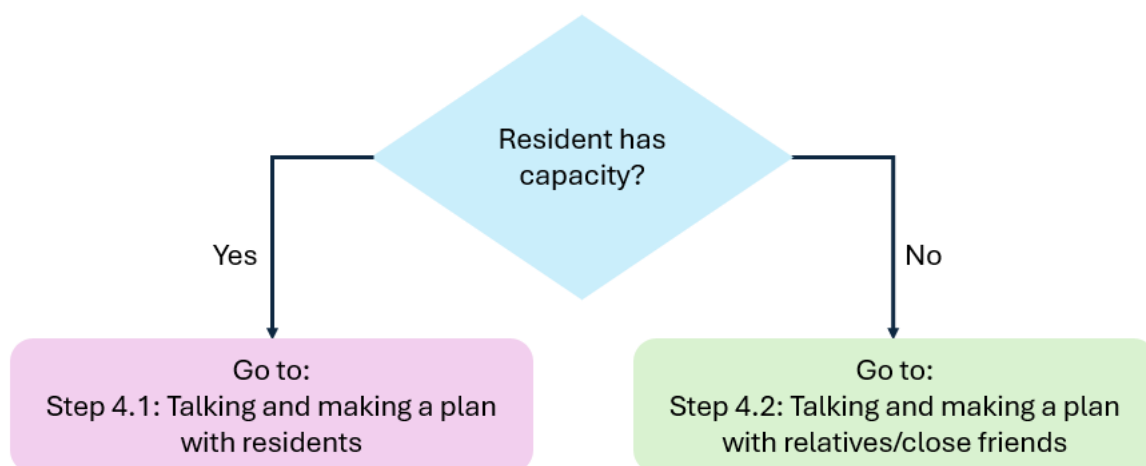 Resident has
capacity?
Yes
No
Go to:
Step 4.1: Talking and making a plan
with residents
Go to:
Step 4.2: Talking and making a plan
with relatives/close friends